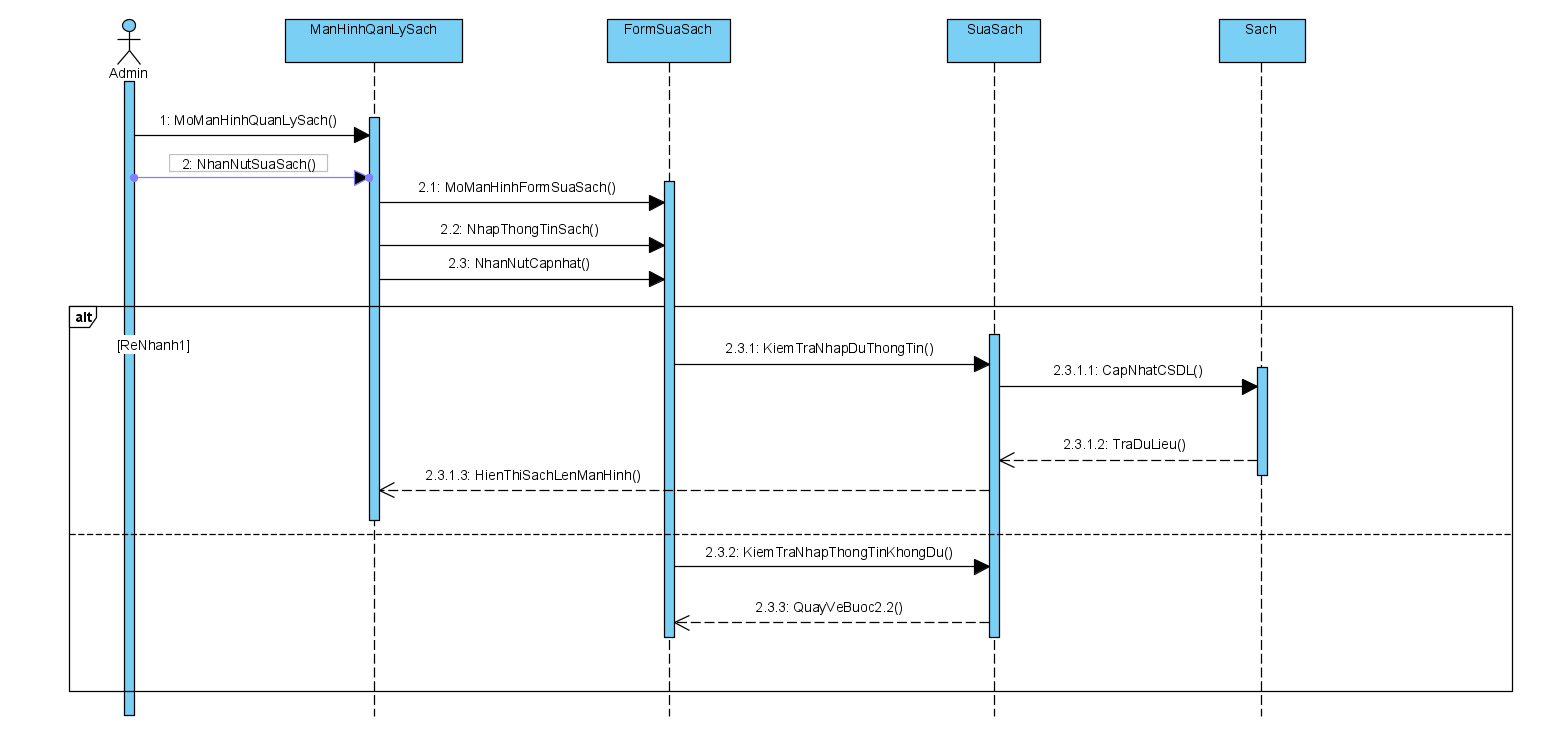 ManHinhQanLySach
FormSuaSach
SuaSach
Sach
Admin
1: MoManHinhQuanLySach()
2: NhanNutSuaSach()
2.1: MoManHinhFormSuaSach()
2.2: NhapThongTinSach()
2.3: NhanNutCapnhat()
alt
[ReNhanh1]
2.3.1: KiemTraNhapDuThongTin()
2.3.1.1: CapNhatCSDL()
2.3.1.2: TraDuLieu()
2.3.1.3: HienThiSachLenManHinh()
2.3.2: KiemTraNhapThongTinKhongDu()
2.3.3: QuayVeBuoc2.2()